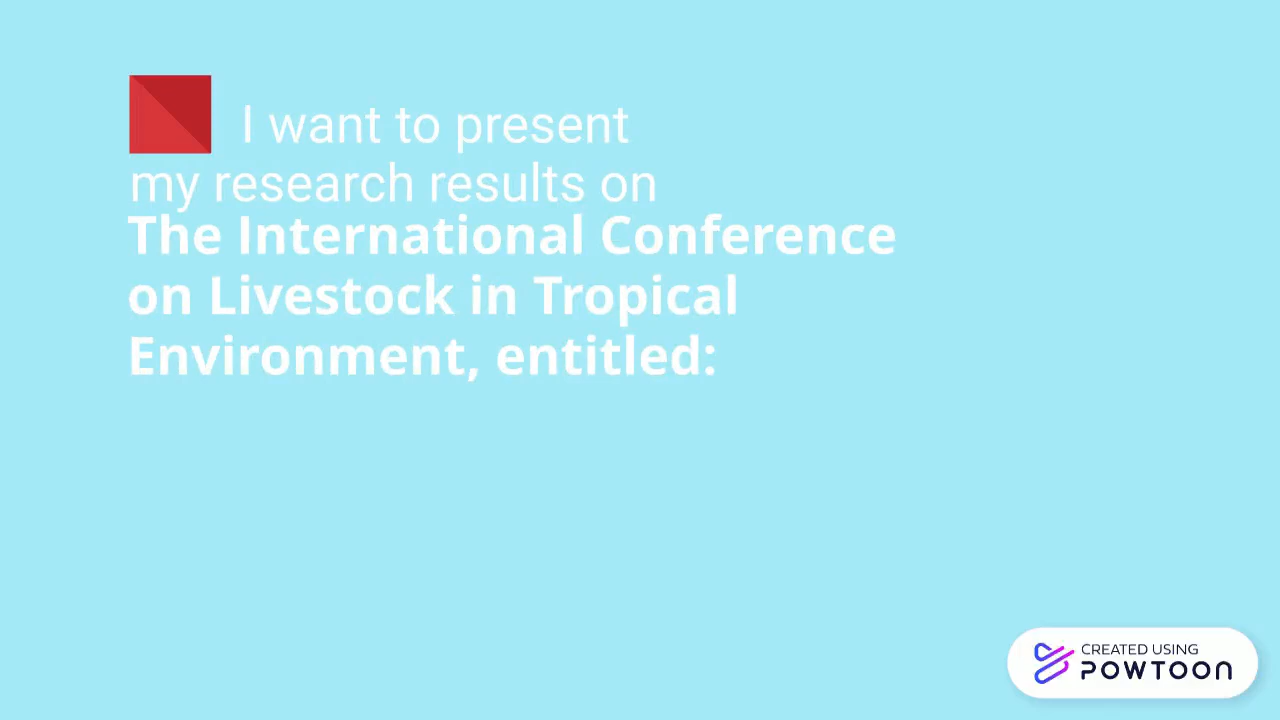 I want to present
my research results on
The International Conference
on Livestock in Tropical
Environment, entitled:
CREATED USING
POWTOON